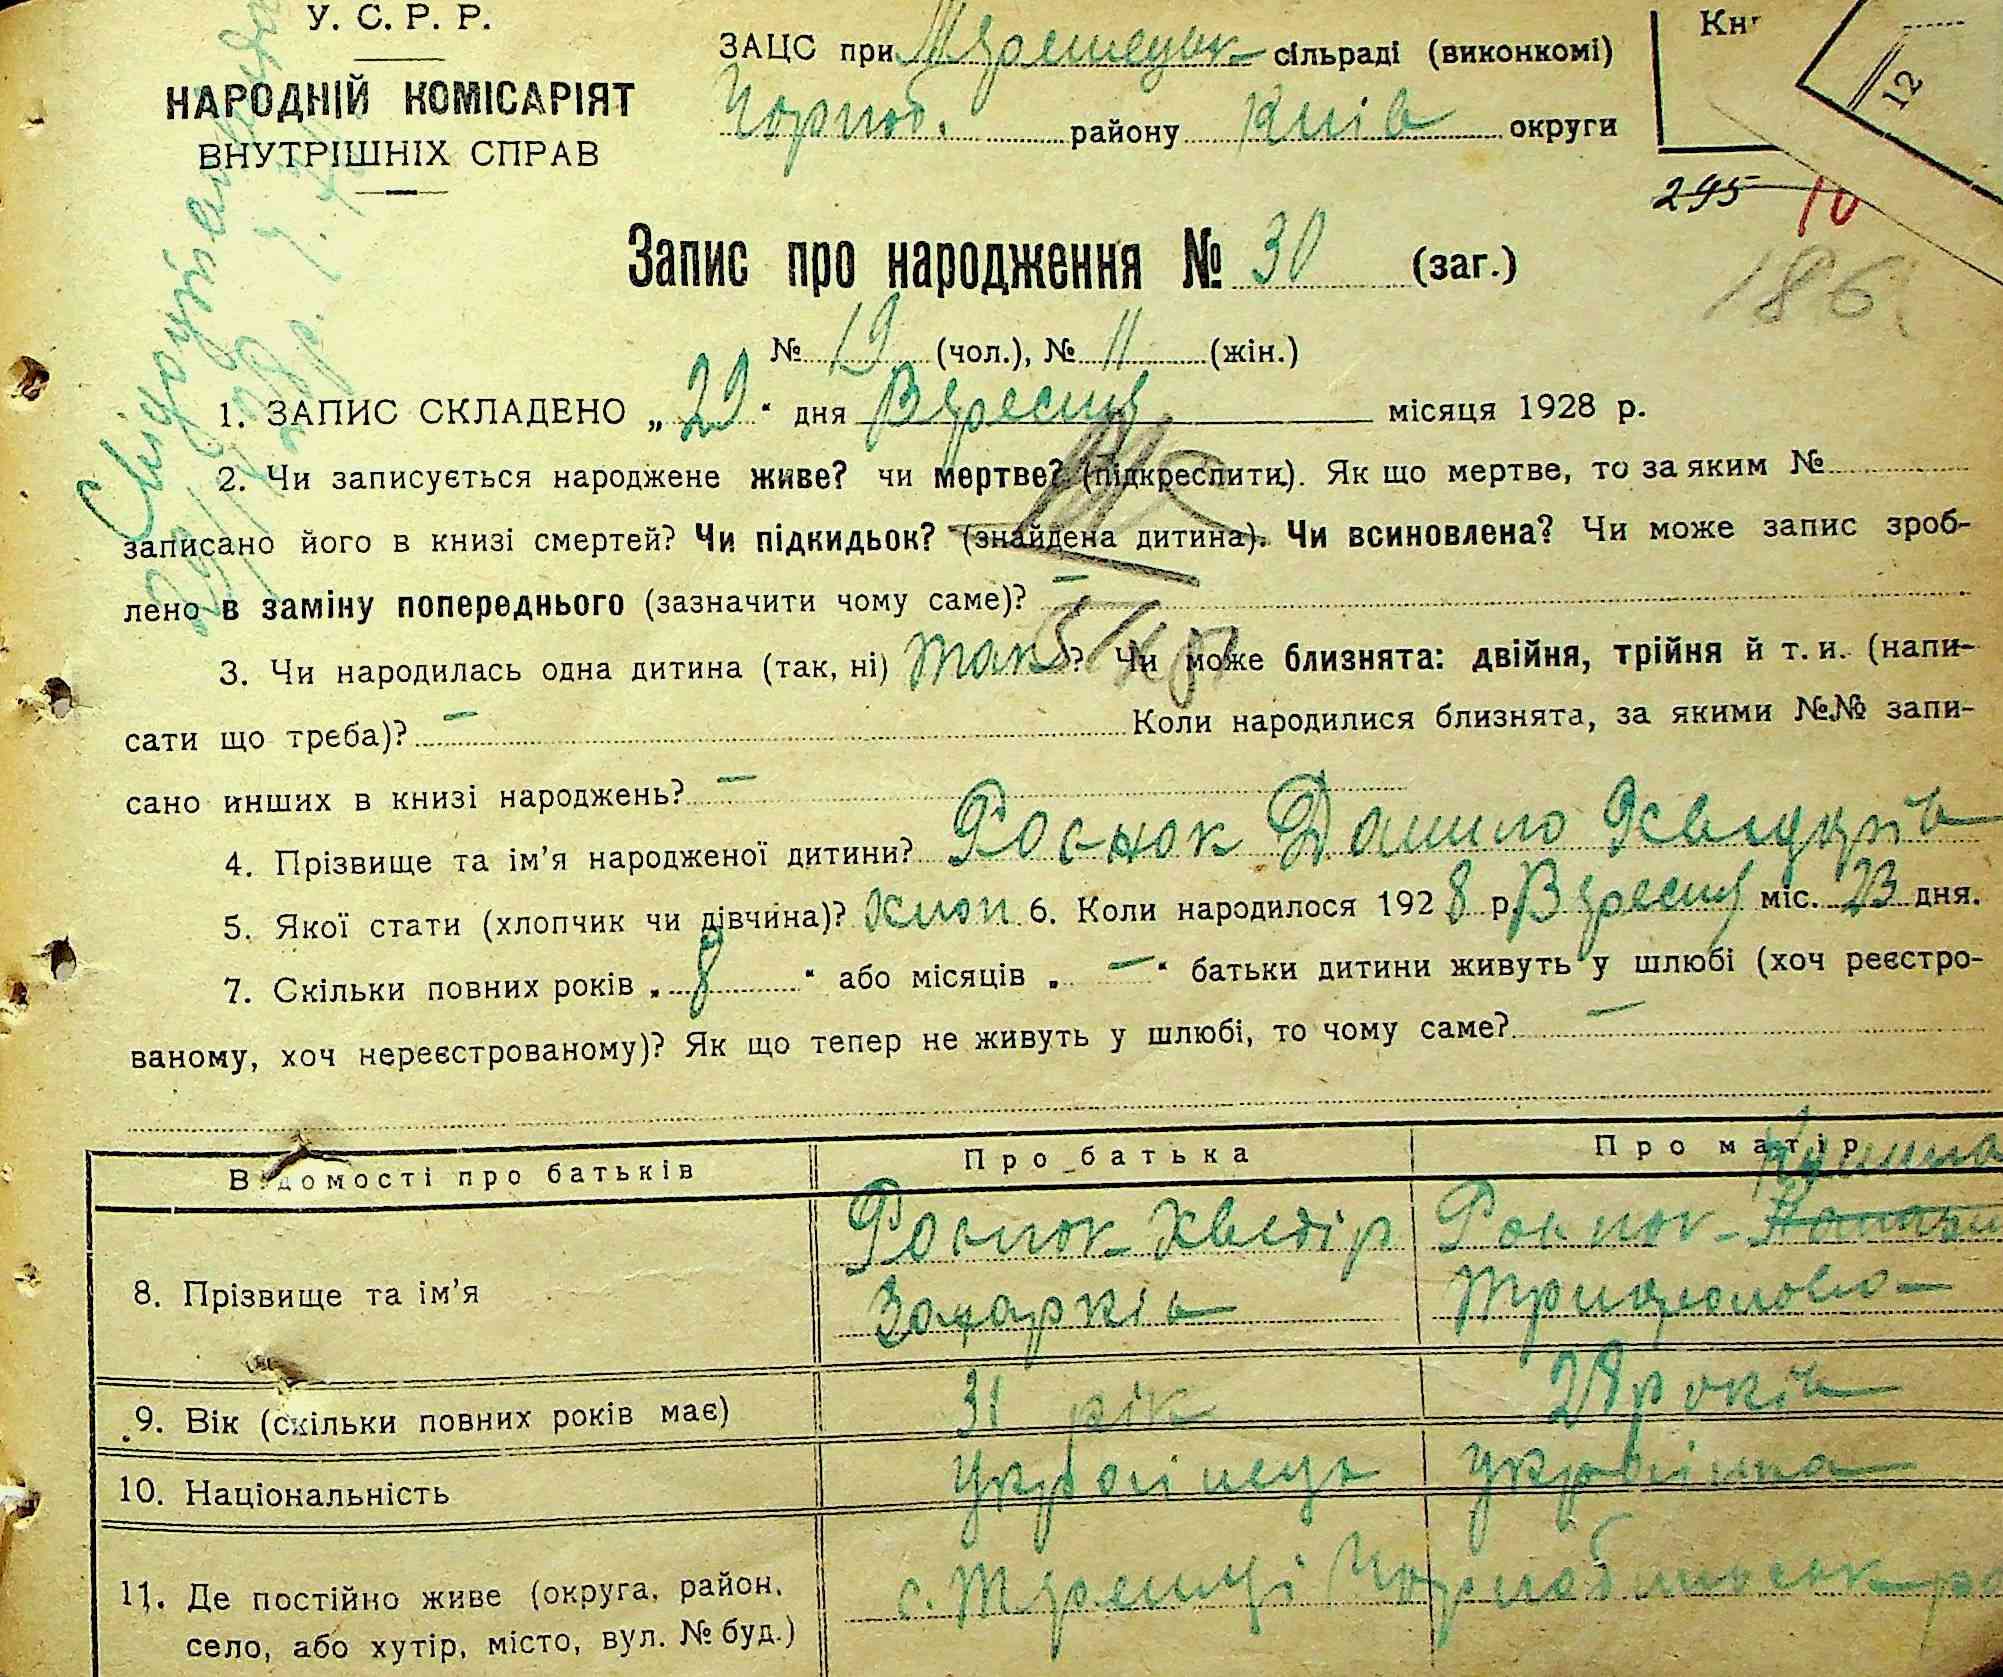 У. С. Р. Р.
НАРОДНІЙ КОМІСАРІЯТ
ВНУТРІШНІХ СПРАВ
ЗАЦС при сільраді (виконкомі)
Чорноб. району Київ округи
Кн
12
295
10
186
Запис про народження № 30 (заг.)
№ 19 (чол.), № 11 (жін.)
1. ЗАПИС СКЛАДЕНО „29“ дня Вересня місяця 1928 р.
2. Чи записується народжене живе? чи мертве? (підкреслити). Як що мертве, то за яким №
записано його в книзі смертей? Чи підкидьок? (знайдена дитина). Чи всиновлена? Чи може запис зроб-
лено в заміну попереднього (зазначити чому саме)? —
3. Чи народилась одна дитина (так, ні) так? Чи може близнята: двійня, трійня й т. и. (напи-
сати що треба)? — Коли народилися близнята, за якими №№ запи-
сано инших в книзі народжень? —
4. Прізвище та ім’я народженої дитини? Данило
5. Якої стати (хлопчик чи дівчина)? Хлоп. 6. Коли народилося 1928 р. Вересня міс. 23 дня.
7. Скільки повних років „8“ або місяців „—“ батьки дитини живуть у шлюбі (хоч реєстро-
ваному, хоч нереєстрованому)? Як що тепер не живуть у шлюбі, то чому саме? —
Відомості про батьків Про батька Про матір
8. Прізвище та ім’я Хведір
Захарків
9. Вік (скільки повних років має) 31 рік 28 років
10. Національність українець українка
11. Де постійно живе (округа, район, с.
село, або хутір, місто, вул. № буд.)